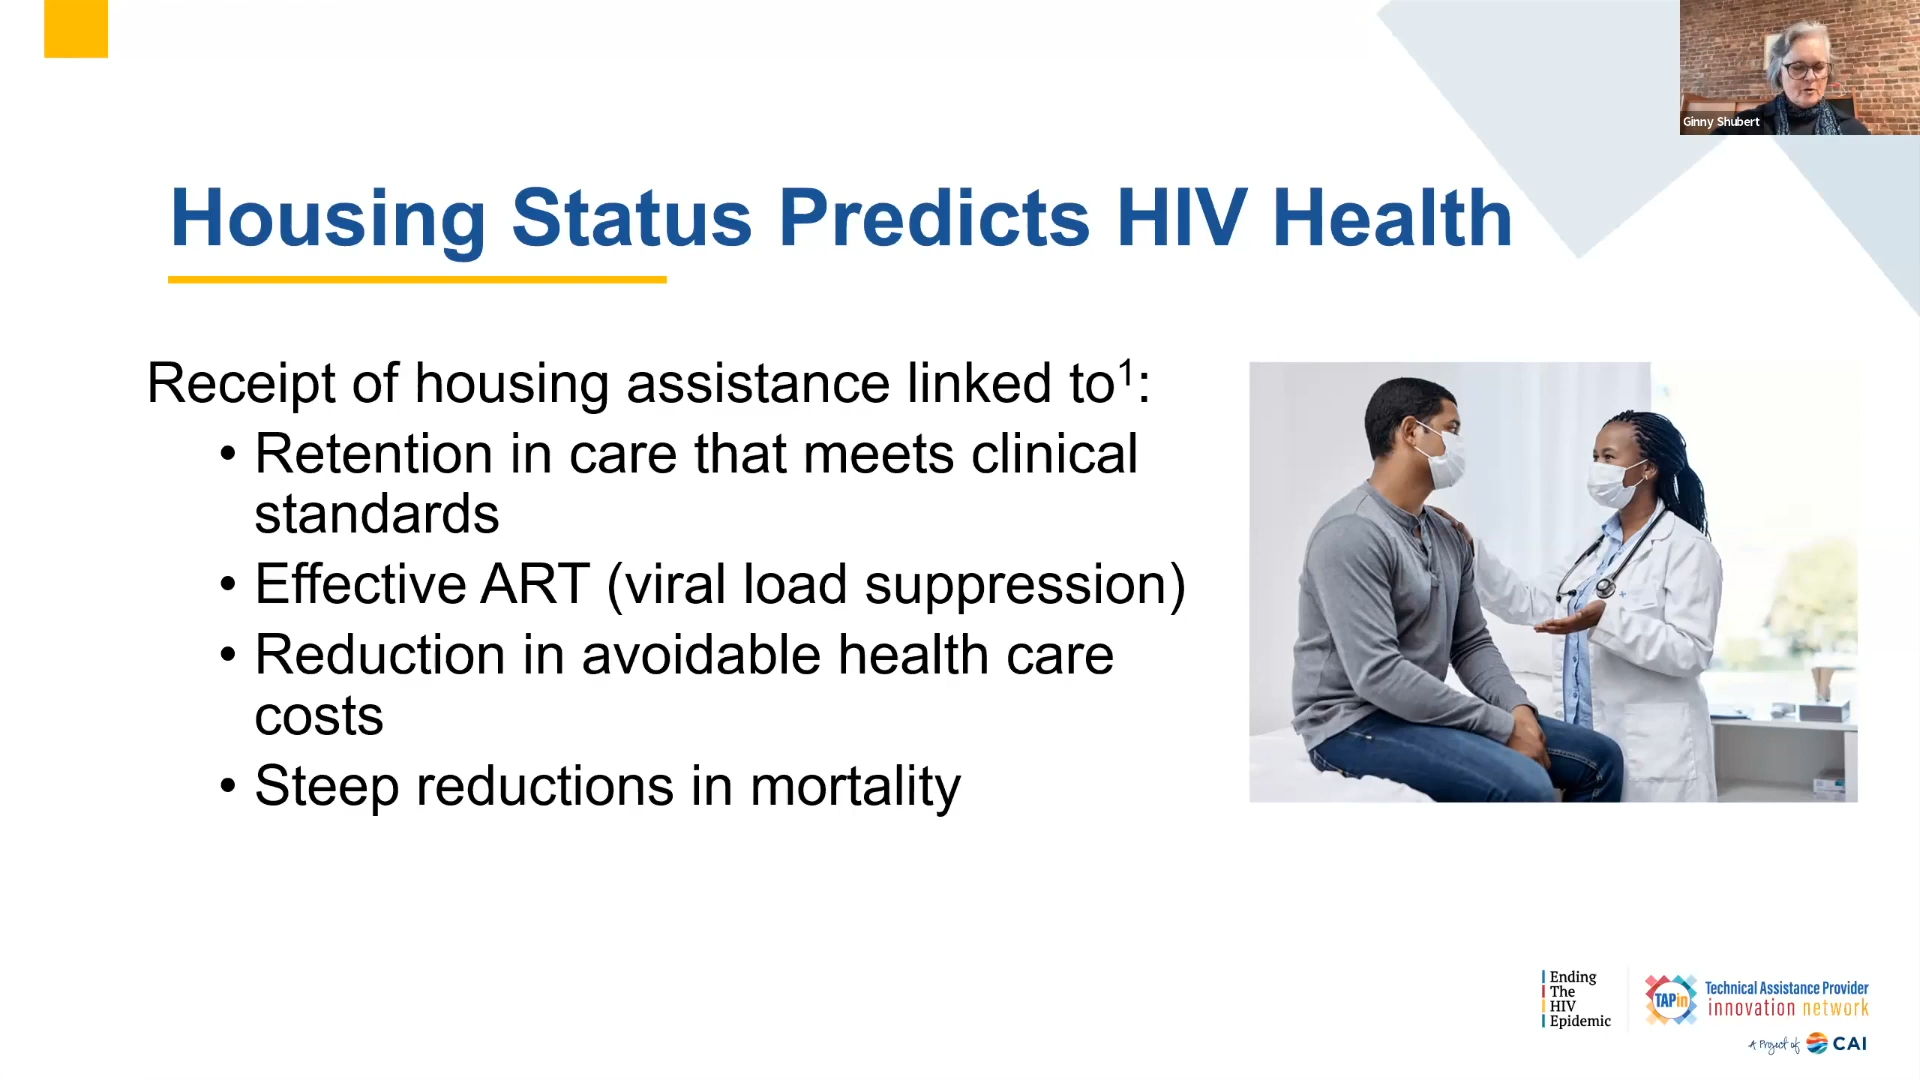 Ginny Shubert
Housing Status Predicts HIV Health
Receipt of housing assistance linked to¹:
• Retention in care that meets clinical
standards
• Effective ART (viral load suppression)
• Reduction in avoidable health care
costs
• Steep reductions in mortality
Ending
The
HIV
Epidemic
TAPin
Technical Assistance Provider
innovation network
A Project of CAI